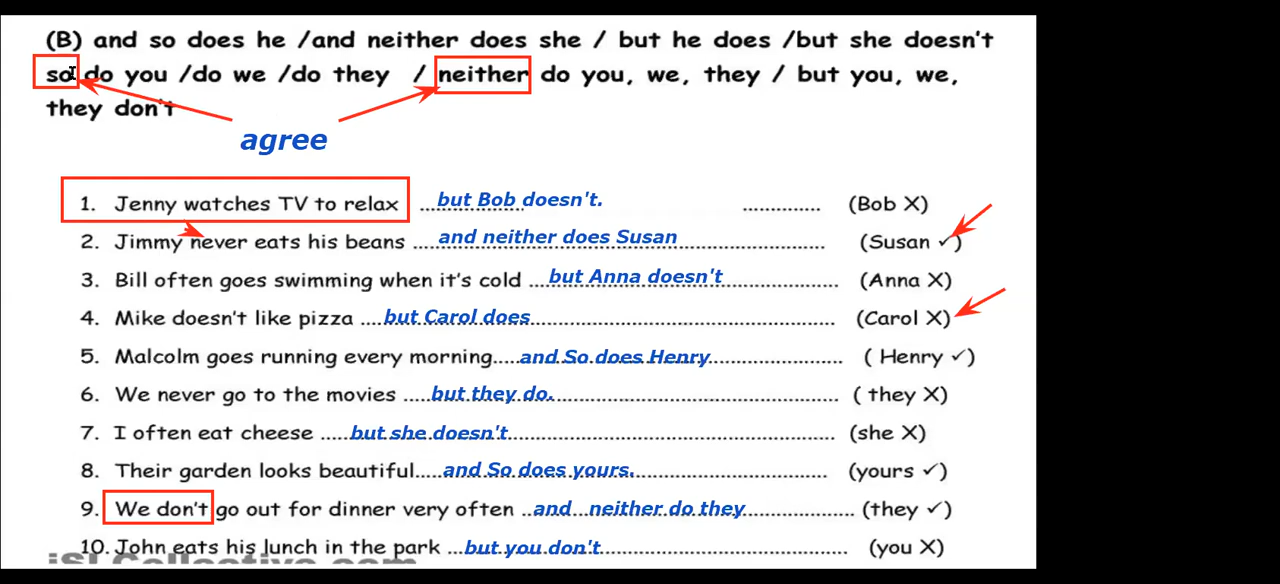 (B) and so does he /and neither does she / but he does /but she doesn't
so do you /do we /do they / neither do you, we, they / but you, we,
they don't
agree
1. Jenny watches TV to relax ....but Bob doesn't. ............. (Bob X)
2. Jimmy never eats his beans ....and neither does Susan.... (Susan ✓)
3. Bill often goes swimming when it's cold ....but Anna doesn't.... (Anna X)
4. Mike doesn't like pizza ....but Carol does.... (Carol X)
5. Malcolm goes running every morning.....and So does Henry.... ( Henry ✓)
6. We never go to the movies .....but they do..... ( they X)
7. I often eat cheese ....but she doesn't.... (she X)
8. Their garden looks beautiful.....and So does yours..... (yours ✓)
9. We don't go out for dinner very often ..and...neither do they.... (they ✓)
10. John eats his lunch in the park ...but you don't.... (you X)
iSLCollective.com